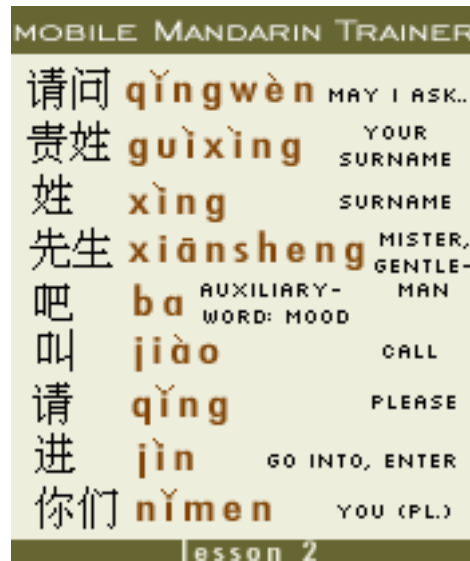 MOBILE MANDARIN TRAINER
请问 qǐngwèn MAY I ASK..
贵姓 guìxìng YOUR SURNAME
姓 xìng SURNAME
先生 xiānsheng MISTER, GENTLE-MAN
吧 ba AUXILIARY-WORD: MOOD
叫 jiào CALL
请 qǐng PLEASE
进 jìn GO INTO, ENTER
你们 nǐmen YOU (PL.)
lesson 2